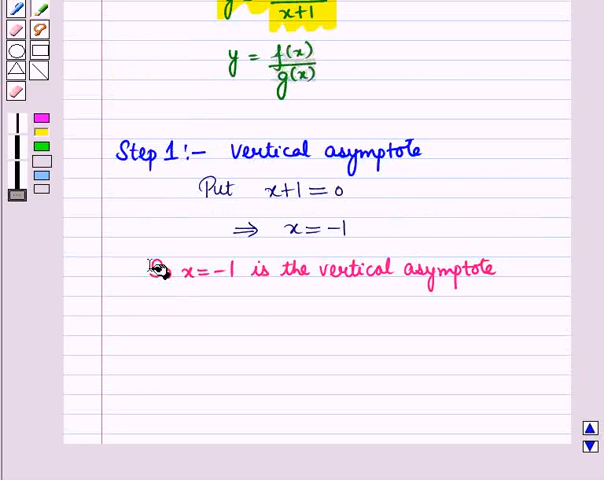 x+1
y = f(x)
g(x)
Step 1:- Vertical asymptote
Put x+1=0
⇒ x = -1
x = -1 is the vertical asymptote